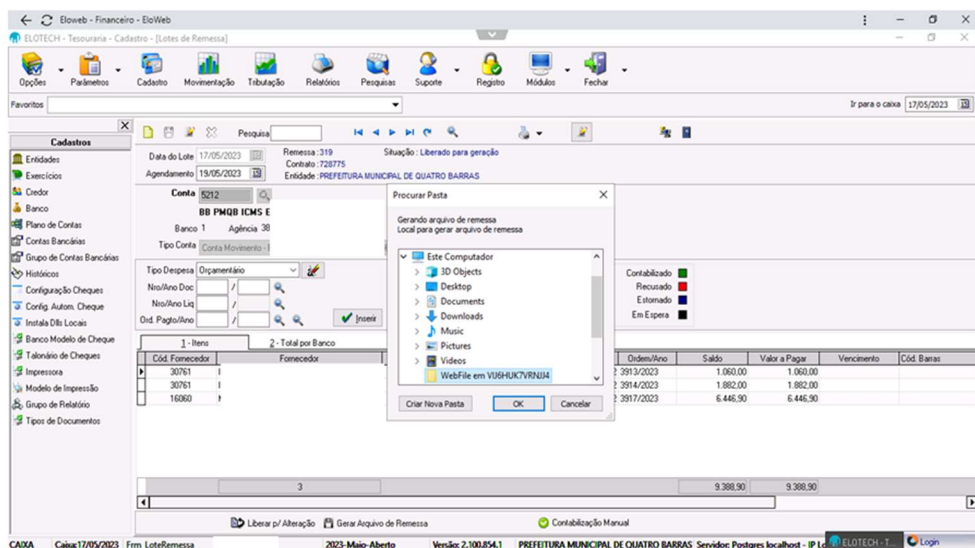 Eloweb - Financeiro - EloWeb
ELOTECH - Tesouraria - Cadastro - [Lotes de Remessa]
Opções Parâmetros Cadastro Movimentação Tributação Relatórios Pesquisas Suporte Registro Módulos Fechar
Favoritos Ir para o caixa 17/05/2023
Cadastros
Entidades
Exercícios
Credor
Banco
Plano de Contas
Contas Bancárias
Grupo de Contas Bancárias
Históricos
Configuração Cheques
Config. Autom. Cheque
Instala Dlls Locais
Banco Modelo de Cheque
Talonário de Cheques
Impressora
Modelo de Impressão
Grupo de Relatório
Tipos de Documentos
Pesquisa
Data do Lote 17/05/2023 Remessa :319 Situação : Liberado para geração
Contrato :728775
Agendamento 19/05/2023 Entidade :PREFEITURA MUNICIPAL DE QUATRO BARRAS
Conta 5212
BB PMQB ICMS E
Banco 1 Agência 38
Tipo Conta Conta Movimento -
Tipo Despesa Orçamentário
Nro/Ano Doc /
Nro/Ano Liq /
Ord. Pagto/Ano / Inserir
Procurar Pasta
Gerando arquivo de remessa
Local para gerar arquivo de remessa
Este Computador
3D Objects
Desktop
Documents
Downloads
Music
Pictures
Videos
WebFile em VIJ6HUK7VRNJJ4
Criar Nova Pasta OK Cancelar
Contabilizado
Recusado
Estornado
Em Espera
1 - Itens 2 - Total por Banco
Cód. Fornecedor Fornecedor Ordem/Ano Saldo Valor a Pagar Vencimento Cód. Barras
30761 3913/2023 1.060,00 1.060,00
30761 3914/2023 1.882,00 1.882,00
16060 3917/2023 6.446,90 6.446,90
3 9.388,90 9.388,90
Liberar p/ Alteração Gerar Arquivo de Remessa Contabilização Manual
CAIXA Caixa:17/05/2023 Frm_LoteRemessa 2023-Maio-Aberto Versão: 2.100.854.1 PREFEITURA MUNICIPAL DE QUATRO BARRAS Servidor: Postgres localhost - IP ELOTECH - T... Login